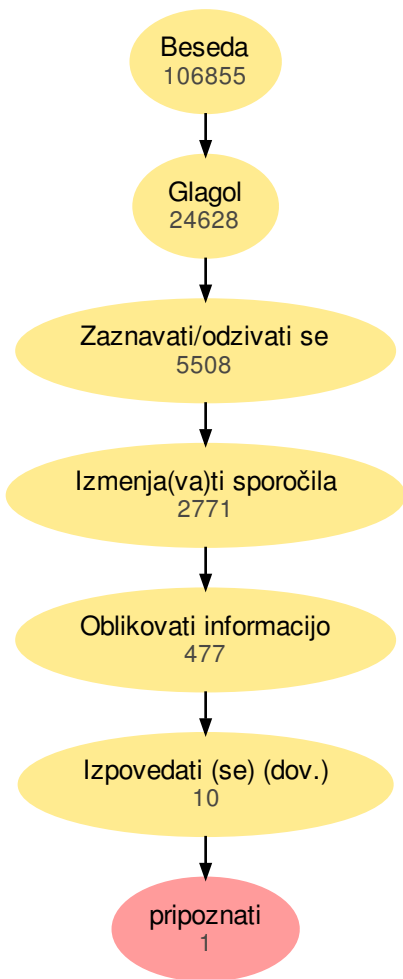 Beseda
106855
Glagol
24628
Zaznavati/odzivati se
5508
Izmenja(va)ti sporočila
2771
Oblikovati informacijo
477
Izpovedati (se) (dov.)
10
pripoznati
1